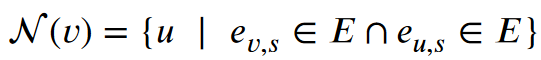 𝒩(v) = {u | e_{v,s} ∈ E ∩ e_{u,s} ∈ E}